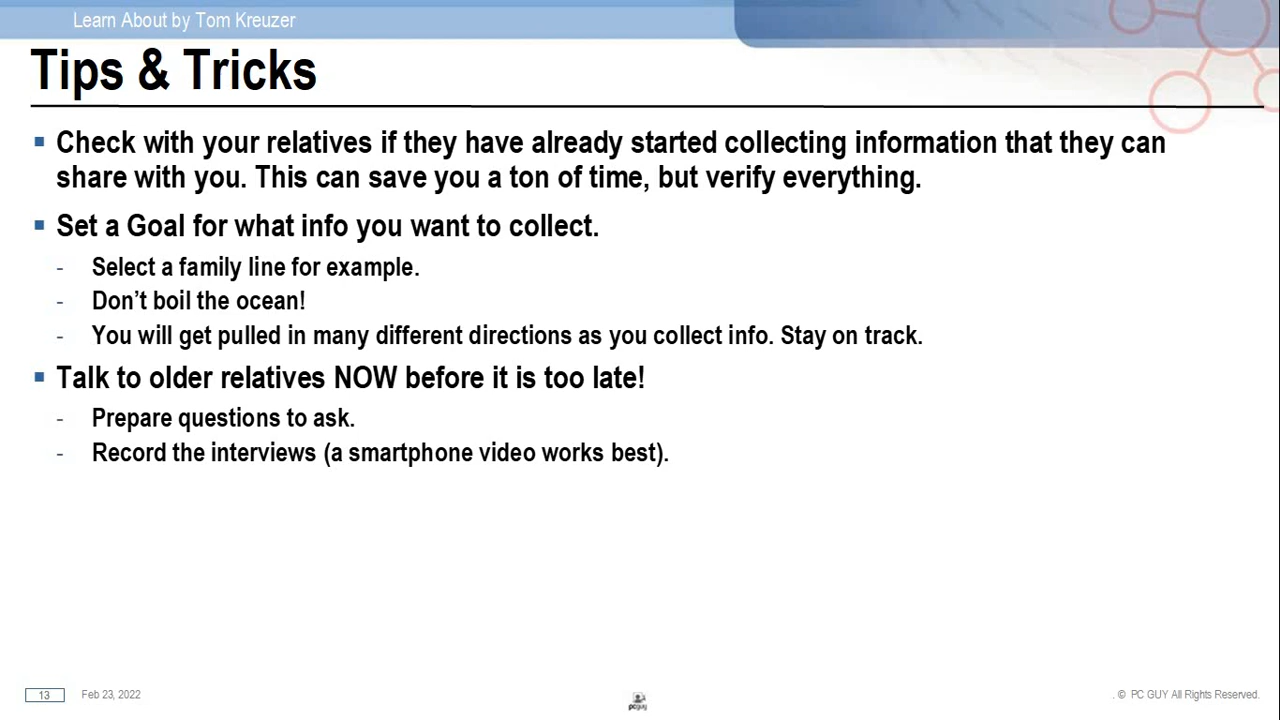 Learn About by Tom Kreuzer
Tips & Tricks
▪ Check with your relatives if they have already started collecting information that they can
share with you. This can save you a ton of time, but verify everything.
▪ Set a Goal for what info you want to collect.
- Select a family line for example.
- Don’t boil the ocean!
- You will get pulled in many different directions as you collect info. Stay on track.
▪ Talk to older relatives NOW before it is too late!
- Prepare questions to ask.
- Record the interviews (a smartphone video works best).
13 Feb 23, 2022
pcguy
. © PC GUY All Rights Reserved.